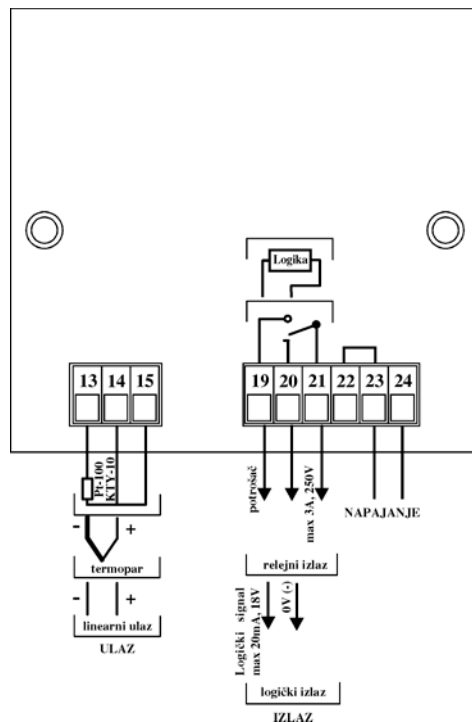 Logika
13 14 15
19 20 21 22 23 24
Pt-100
KTY-10
- +
termopar
- +
linearni ulaz
ULAZ
potrošač
max 3A, 250V
NAPAJANJE
relejni izlaz
Logički signal
max 20mA, 18V
0V (-)
logički izlaz
IZLAZ